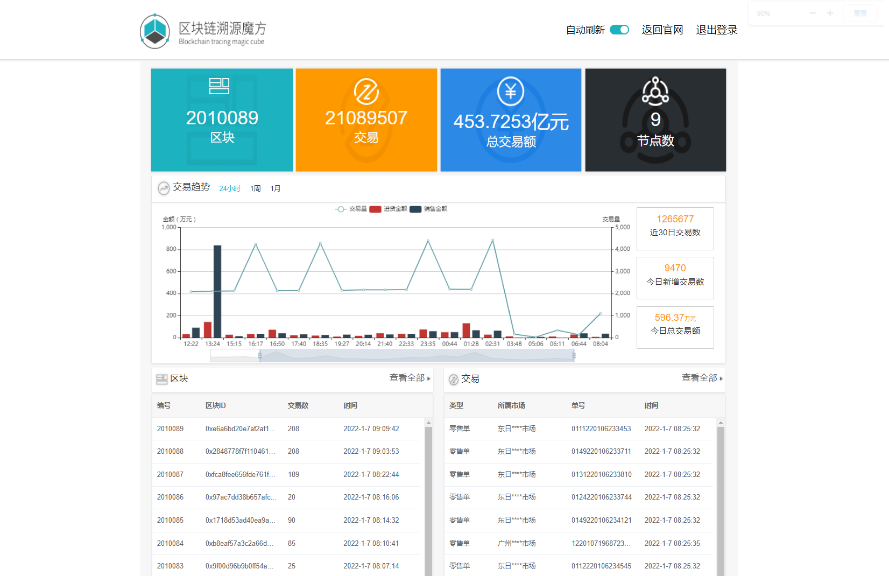 区块链溯源魔方
Blockchain tracing magic cube
自动刷新 返回官网 退出登录
90%
2010089
区块
21089507
交易
453.7253亿元
总交易额
9
节点数
交易趋势 24小时 1周 1月
交易量 进货金额 销售金额
金额（万元） 交易量
1,000 5,000
800 4,000
600 3,000
400 2,000
200 1,000
0 0
12:22 13:24 15:15 16:17 16:50 17:40 18:35 19:27 20:14 21:40 22:33 23:35 00:44 01:28 02:31 03:48 05:06 06:11 06:44 08:04
1265677
近30日交易数
9470
今日新增交易数
596.37万元
今日总交易额
区块 查看全部
编号 区块ID 交易数 时间
2010089 208 2022-1-7 09:09:42
2010088 208 2022-1-7 09:03:53
2010087 189 2022-1-7 08:22:44
2010086 20 2022-1-7 08:16:06
2010085 90 2022-1-7 08:14:32
2010084 85 2022-1-7 08:10:41
2010083 25 2022-1-7 08:07:14
交易 查看全部
类型 所属市场 单号 时间
零售单 东日****市场 0111220106233453 2022-1-7 08:25:32
零售单 东日****市场 0149220106233711 2022-1-7 08:25:32
零售单 东日****市场 0131220106233810 2022-1-7 08:25:32
零售单 东日****市场 0124220106233744 2022-1-7 08:25:32
零售单 东日****市场 0149220106234121 2022-1-7 08:25:32
零售单 广州****市场 12201071968723... 2022-1-7 08:25:35
零售单 东日****市场 0112220106234545 2022-1-7 08:25:32